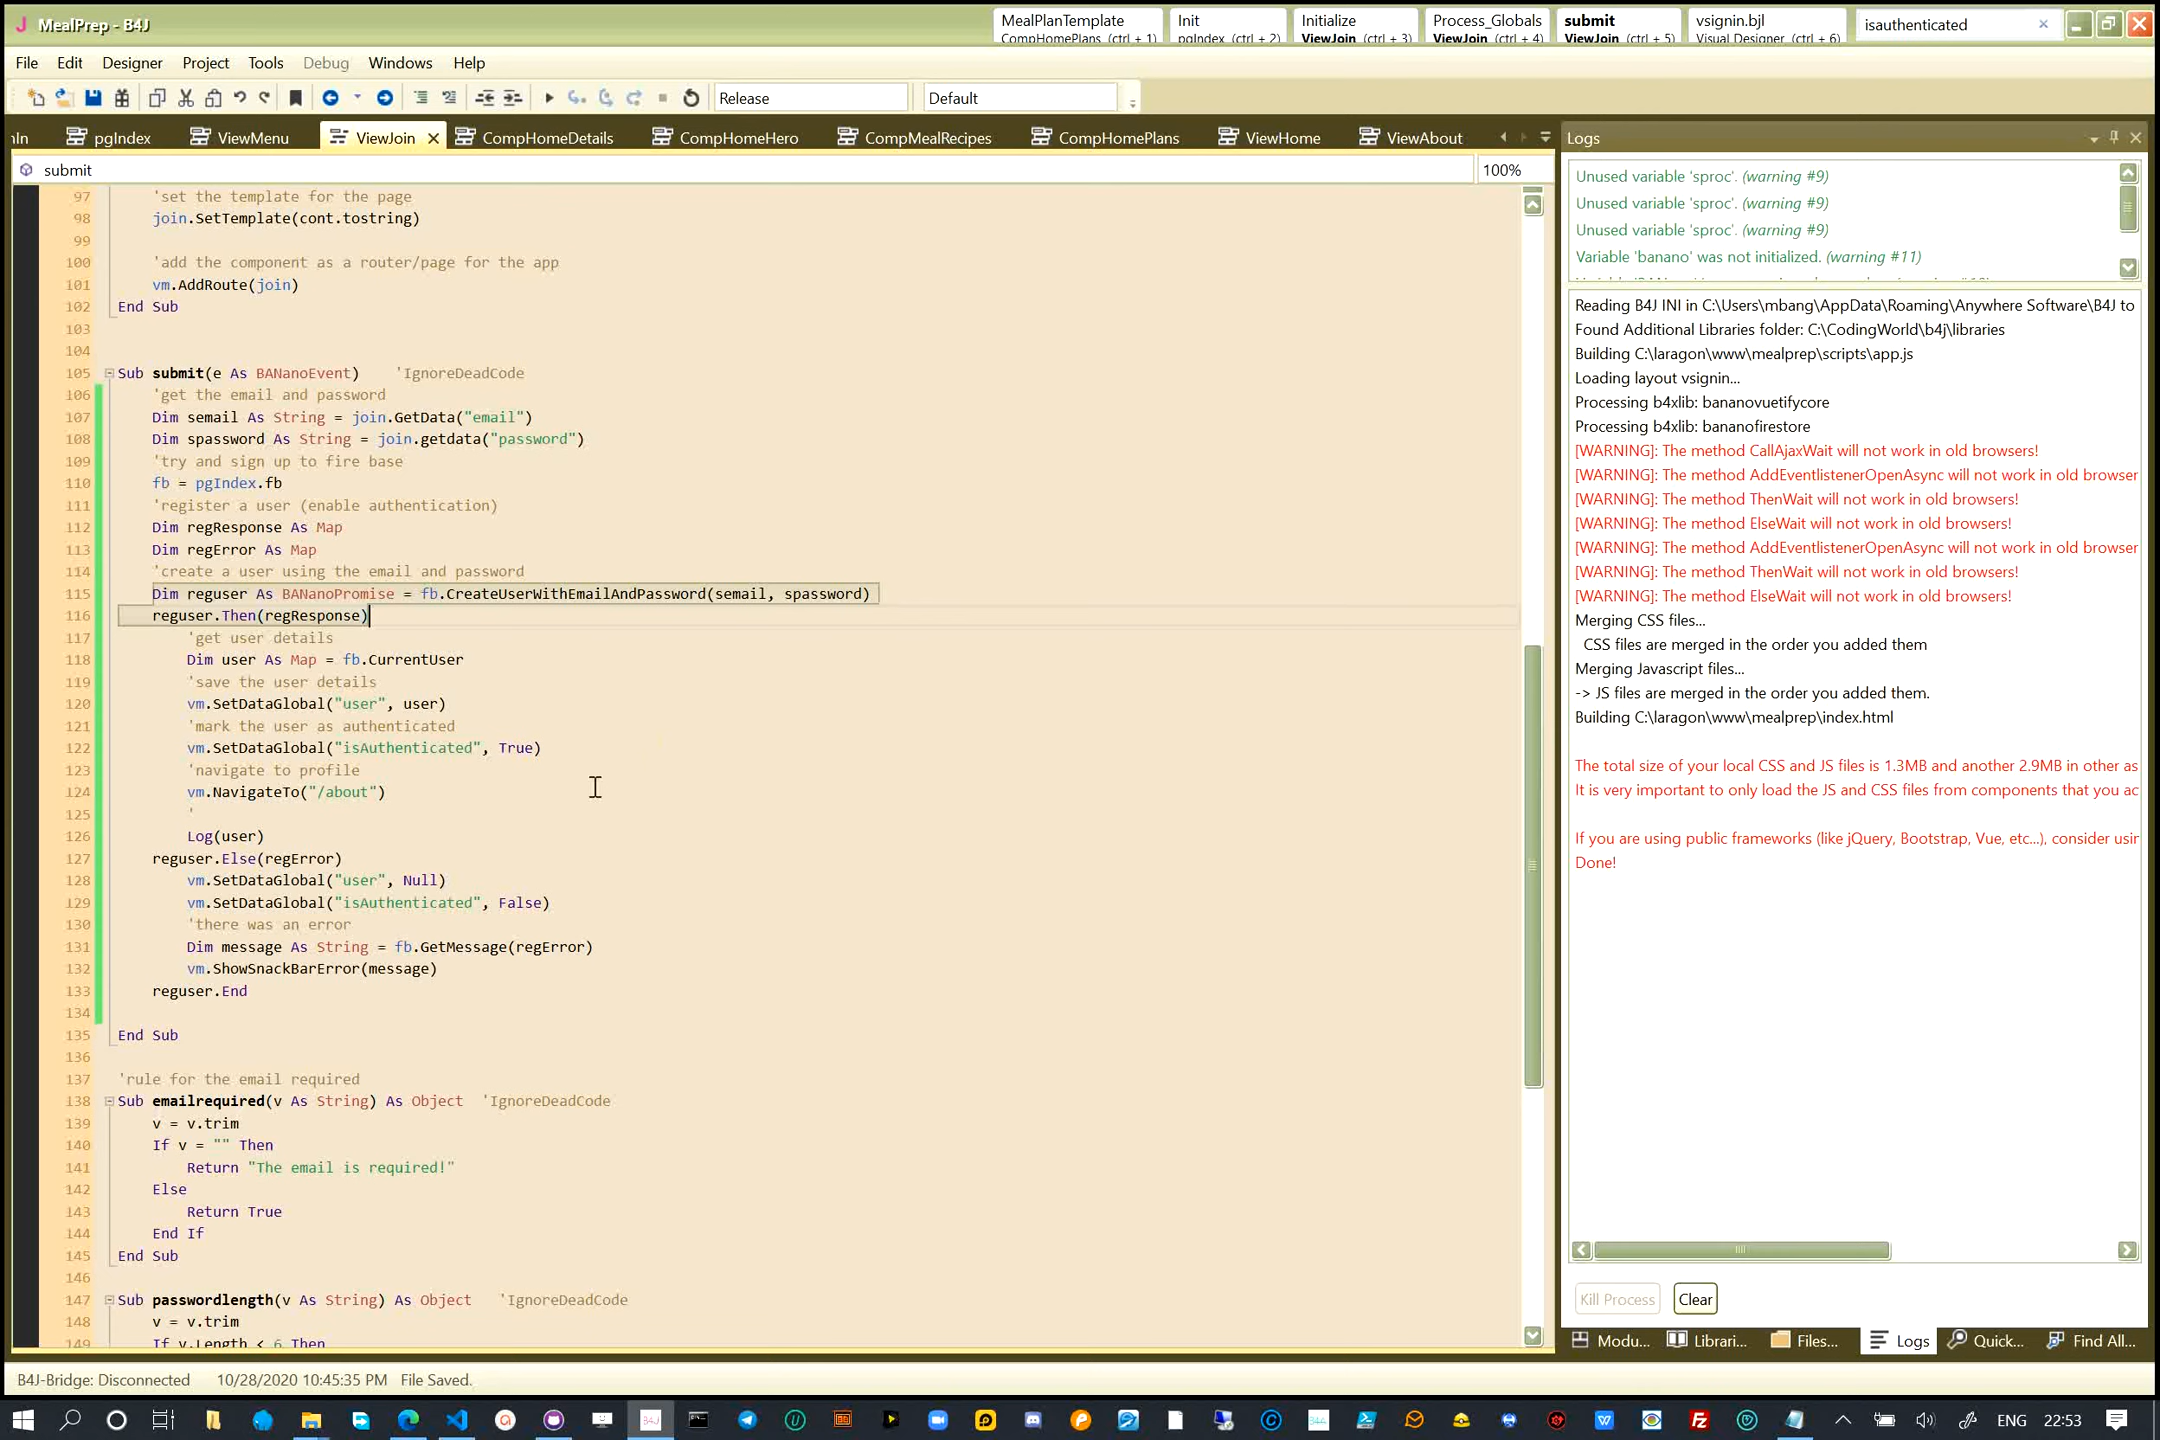 MealPrep - B4J
MealPlanTemplate
CompHomePlans (ctrl + 1)
Init
pgIndex (ctrl + 2)
Initialize
ViewJoin (ctrl + 3)
Process_Globals
ViewJoin (ctrl + 4)
submit
ViewJoin (ctrl + 5)
vsignin.bjl
Visual Designer (ctrl + 6)
isauthenticated
File Edit Designer Project Tools Debug Windows Help
Release
Default
In pgIndex ViewMenu ViewJoin CompHomeDetails CompHomeHero CompMealRecipes CompHomePlans ViewHome ViewAbout
submit
100%
97 'set the template for the page
98 join.SetTemplate(cont.tostring)
99
100 'add the component as a router/page for the app
101 vm.AddRoute(join)
102 End Sub
103
104
105 Sub submit(e As BANanoEvent) 'IgnoreDeadCode
106 'get the email and password
107 Dim semail As String = join.GetData("email")
108 Dim spassword As String = join.getdata("password")
109 'try and sign up to fire base
110 fb = pgIndex.fb
111 'register a user (enable authentication)
112 Dim regResponse As Map
113 Dim regError As Map
114 'create a user using the email and password
115 Dim reguser As BANanoPromise = fb.CreateUserWithEmailAndPassword(semail, spassword)
116 reguser.Then(regResponse)
117 'get user details
118 Dim user As Map = fb.CurrentUser
119 'save the user details
120 vm.SetDataGlobal("user", user)
121 'mark the user as authenticated
122 vm.SetDataGlobal("isAuthenticated", True)
123 'navigate to profile
124 vm.NavigateTo("/about")
125 '
126 Log(user)
127 reguser.Else(regError)
128 vm.SetDataGlobal("user", Null)
129 vm.SetDataGlobal("isAuthenticated", False)
130 'there was an error
131 Dim message As String = fb.GetMessage(regError)
132 vm.ShowSnackBarError(message)
133 reguser.End
134
135 End Sub
136
137 'rule for the email required
138 Sub emailrequired(v As String) As Object 'IgnoreDeadCode
139 v = v.trim
140 If v = "" Then
141 Return "The email is required!"
142 Else
143 Return True
144 End If
145 End Sub
146
147 Sub passwordlength(v As String) As Object 'IgnoreDeadCode
148 v = v.trim
149 If v.Length < 6 Then
Logs
Unused variable 'sproc'. (warning #9)
Unused variable 'sproc'. (warning #9)
Unused variable 'sproc'. (warning #9)
Variable 'banano' was not initialized. (warning #11)
Reading B4J INI in C:\Users\mbang\AppData\Roaming\Anywhere Software\B4J to
Found Additional Libraries folder: C:\CodingWorld\b4j\libraries
Building C:\laragon\www\mealprep\scripts\app.js
Loading layout vsignin...
Processing b4xlib: bananovuetifycore
Processing b4xlib: bananofirestore
[WARNING]: The method CallAjaxWait will not work in old browsers!
[WARNING]: The method AddEventlistenerOpenAsync will not work in old browser
[WARNING]: The method ThenWait will not work in old browsers!
[WARNING]: The method ElseWait will not work in old browsers!
[WARNING]: The method AddEventlistenerOpenAsync will not work in old browser
[WARNING]: The method ThenWait will not work in old browsers!
[WARNING]: The method ElseWait will not work in old browsers!
Merging CSS files...
CSS files are merged in the order you added them
Merging Javascript files...
-> JS files are merged in the order you added them.
Building C:\laragon\www\mealprep\index.html
The total size of your local CSS and JS files is 1.3MB and another 2.9MB in other as
It is very important to only load the JS and CSS files from components that you ac
If you are using public frameworks (like jQuery, Bootstrap, Vue, etc...), consider usin
Done!
Kill Process
Clear
Modu... Librari... Files... Logs Quick... Find All...
B4J-Bridge: Disconnected 10/28/2020 10:45:35 PM File Saved.
ENG 22:53